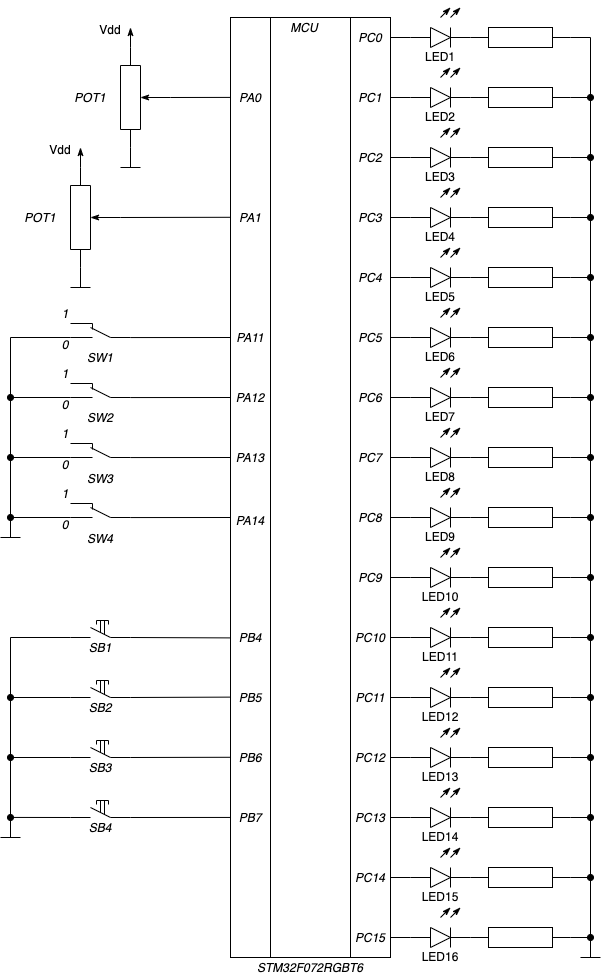 MCU
Vdd
POT1
PA0
Vdd
POT1
PA1
1
0
SW1
PA11
1
0
SW2
PA12
1
0
SW3
PA13
1
0
SW4
PA14
SB1
PB4
SB2
PB5
SB3
PB6
SB4
PB7
PC0
LED1
PC1
LED2
PC2
LED3
PC3
LED4
PC4
LED5
PC5
LED6
PC6
LED7
PC7
LED8
PC8
LED9
PC9
LED10
PC10
LED11
PC11
LED12
PC12
LED13
PC13
LED14
PC14
LED15
PC15
LED16
STM32F072RGBT6